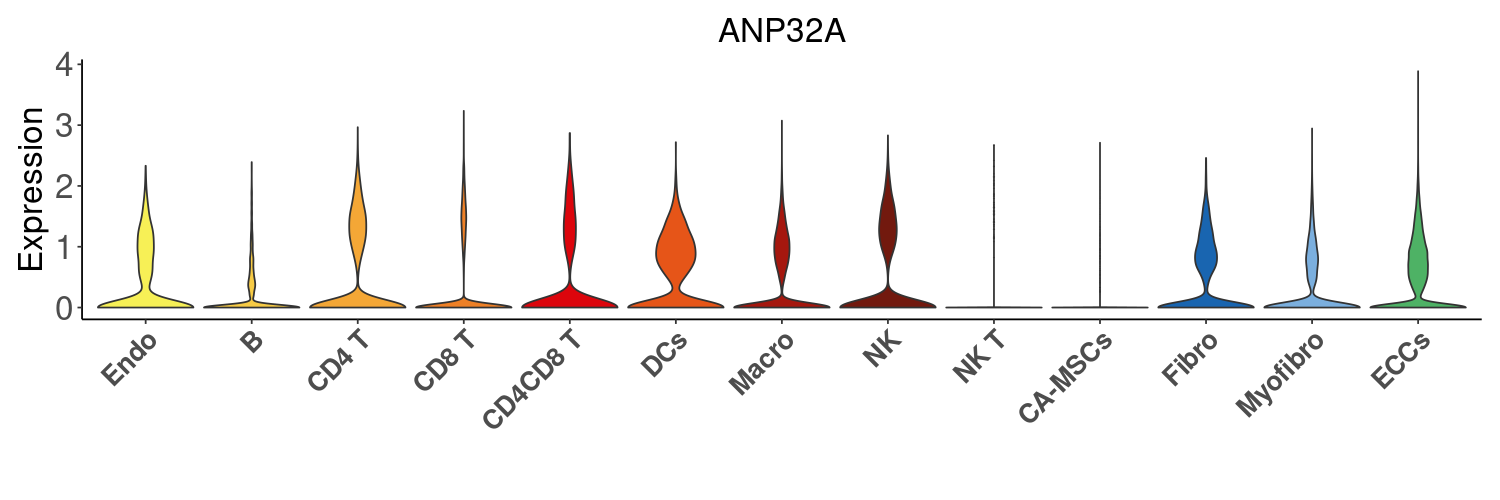 ANP32A
Expression
4
3
2
1
0
Endo
B
CD4 T
CD8 T
CD4CD8 T
DCs
Macro
NK
NK T
CA-MSCs
Fibro
Myofibro
ECCs